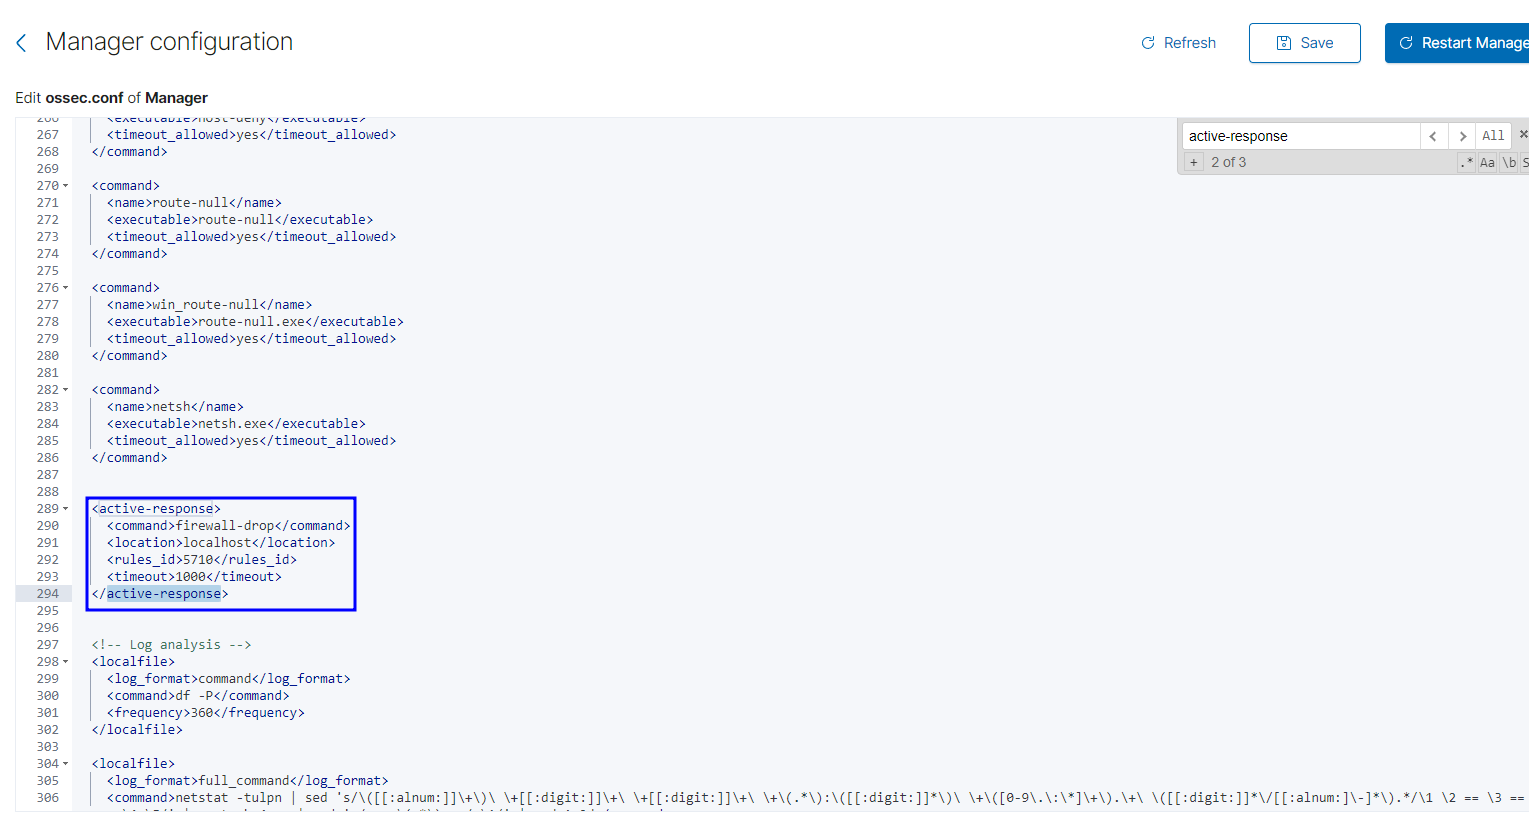 Manager configuration
Refresh
Save
Restart Manage
Edit ossec.conf of Manager
266 <executable>host-deny</executable>
267 <timeout_allowed>yes</timeout_allowed>
268 </command>
269
270 <command>
271 <name>route-null</name>
272 <executable>route-null</executable>
273 <timeout_allowed>yes</timeout_allowed>
274 </command>
275
276 <command>
277 <name>win_route-null</name>
278 <executable>route-null.exe</executable>
279 <timeout_allowed>yes</timeout_allowed>
280 </command>
281
282 <command>
283 <name>netsh</name>
284 <executable>netsh.exe</executable>
285 <timeout_allowed>yes</timeout_allowed>
286 </command>
287
288
289 <active-response>
290 <command>firewall-drop</command>
291 <location>localhost</location>
292 <rules_id>5710</rules_id>
293 <timeout>1000</timeout>
294 </active-response>
295
296
297 <!-- Log analysis -->
298 <localfile>
299 <log_format>command</log_format>
300 <command>df -P</command>
301 <frequency>360</frequency>
302 </localfile>
303
304 <localfile>
305 <log_format>full_command</log_format>
306 <command>netstat -tulpn | sed 's/\([[:alnum:]]\+\)\ \+[[:digit:]]\+\ \+[[:digit:]]\+\ \+\(.*\):\([[:digit:]]*\)\ \+\([0-9\.\:\*]\+\).\+\ \([[:digit:]]*\/[[:alnum:]\-]*\).*/\1 \2 == \3 ==
active-response
All
+ 2 of 3
.* Aa \b S